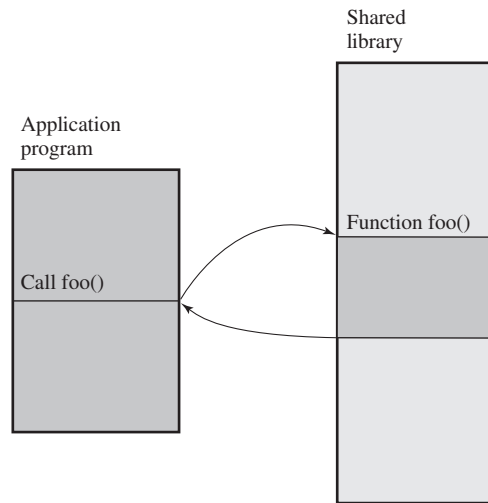 Shared
library
Application
program
Function foo()
Call foo()